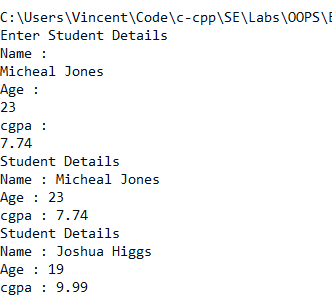 C:\Users\Vincent\Code\c-cpp\SE\Labs\OOPS\
Enter Student Details
Name :
Micheal Jones
Age :
23
cgpa :
7.74
Student Details
Name : Micheal Jones
Age : 23
cgpa : 7.74
Student Details
Name : Joshua Higgs
Age : 19
cgpa : 9.99